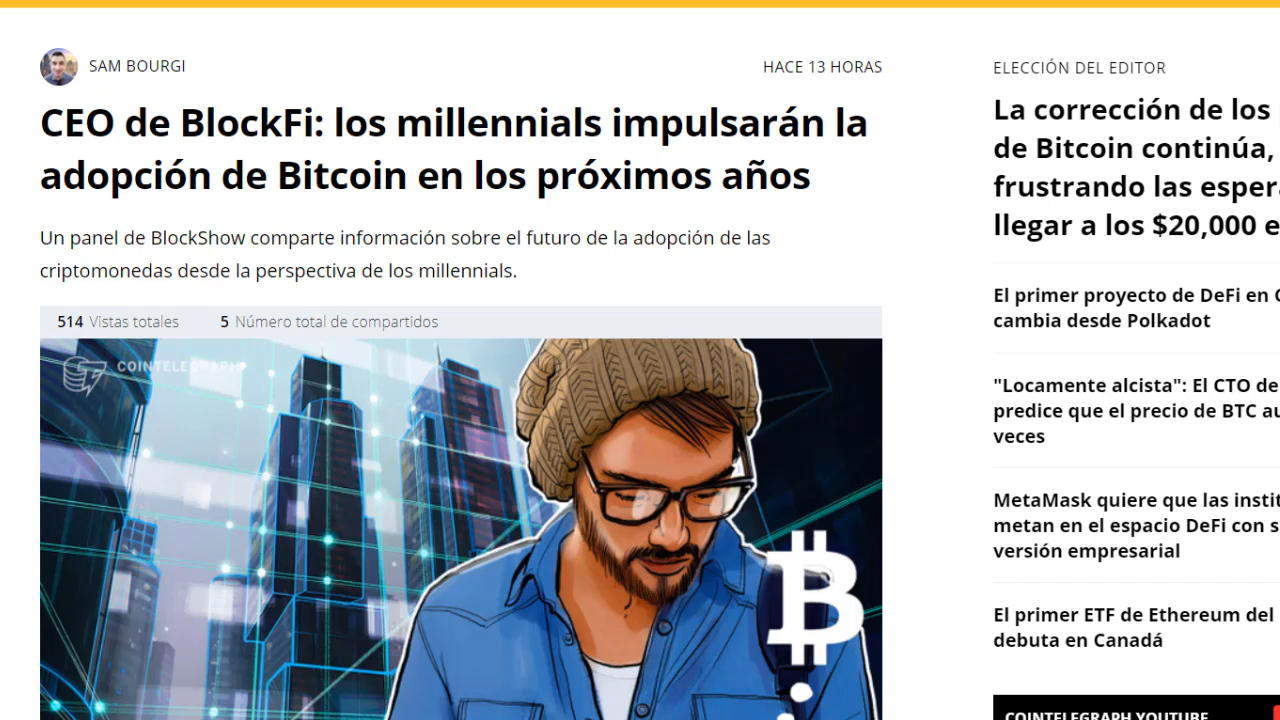 SAM BOURGI
HACE 13 HORAS
CEO de BlockFi: los millennials impulsarán la
adopción de Bitcoin en los próximos años
Un panel de BlockShow comparte información sobre el futuro de la adopción de las
criptomonedas desde la perspectiva de los millennials.
514 Vistas totales
5 Número total de compartidos
COINTELEGRAPH
ELECCIÓN DEL EDITOR
La corrección de los
de Bitcoin continúa,
frustrando las
llegar a los $20,000
El primer proyecto de DeFi en
cambia desde Polkadot
"Locamente alcista": El CTO de
predice que el precio de BTC
veces
MetaMask quiere que las
metan en el espacio DeFi con
versión empresarial
El primer ETF de Ethereum del
debuta en Canadá
COINTELEGRAPH YOUTUBE